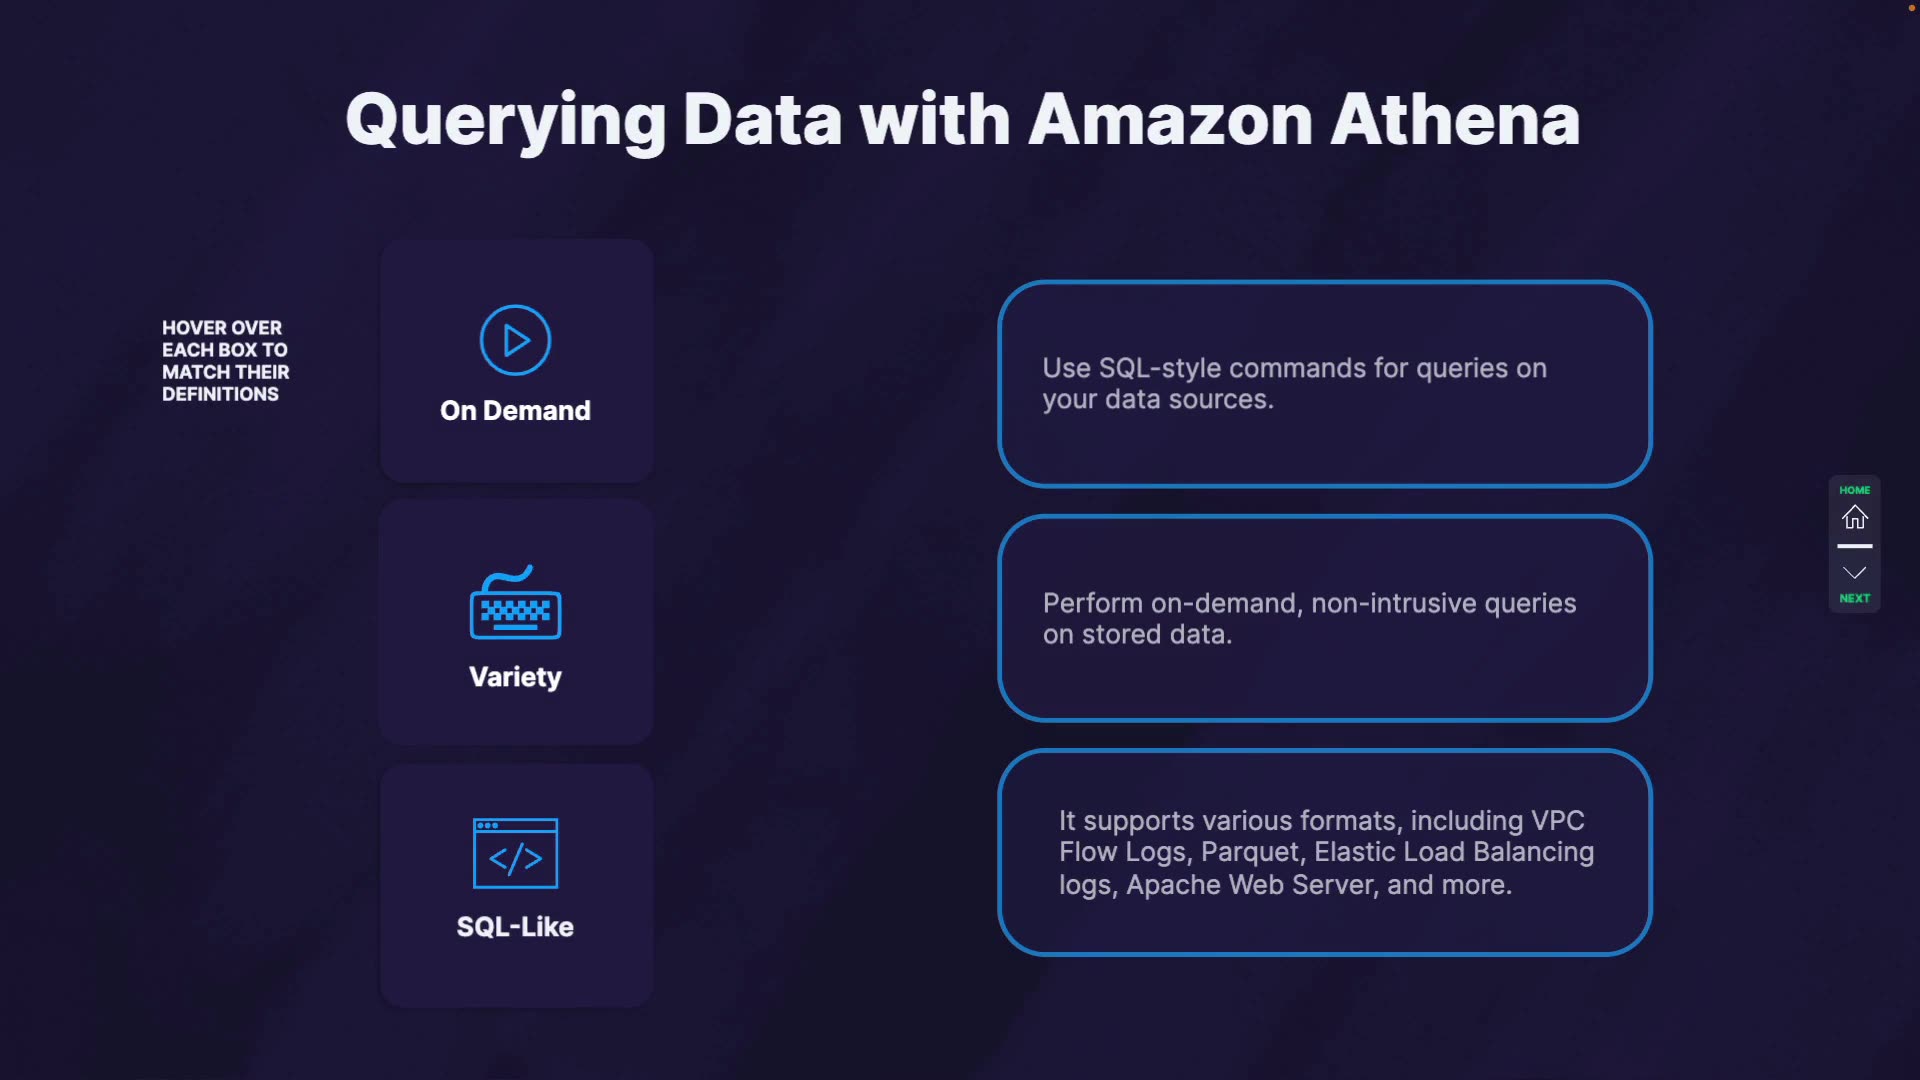 Querying Data with Amazon Athena
HOVER OVER
EACH BOX TO
MATCH THEIR
DEFINITIONS
On Demand
Variety
SQL-Like
Use SQL-style commands for queries on
your data sources.
Perform on-demand, non-intrusive queries
on stored data.
It supports various formats, including VPC
Flow Logs, Parquet, Elastic Load Balancing
logs, Apache Web Server, and more.
HOME
NEXT